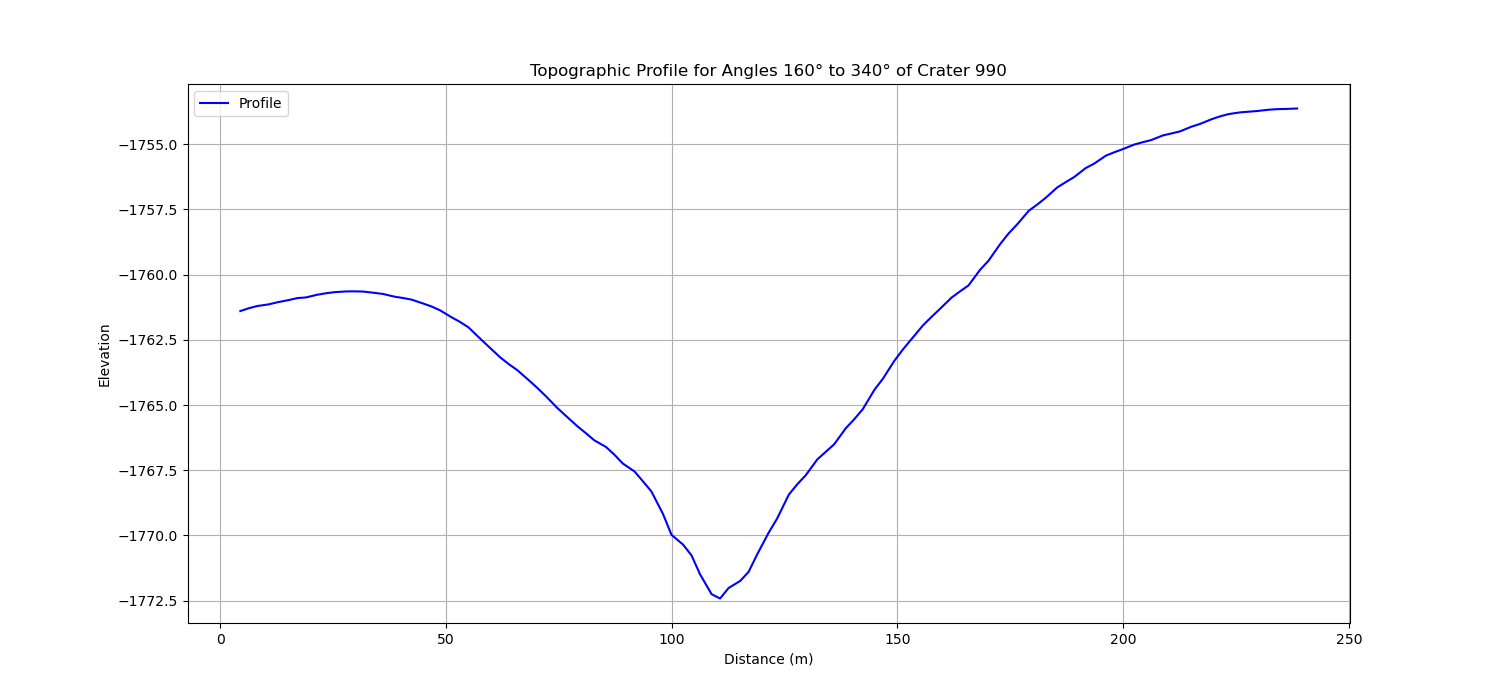 Topographic Profile for Angles 160° to 340° of Crater 990
Profile
−1755.0
−1757.5
−1760.0
−1762.5
−1765.0
−1767.5
−1770.0
−1772.5
Elevation
0 50 100 150 200 250
Distance (m)